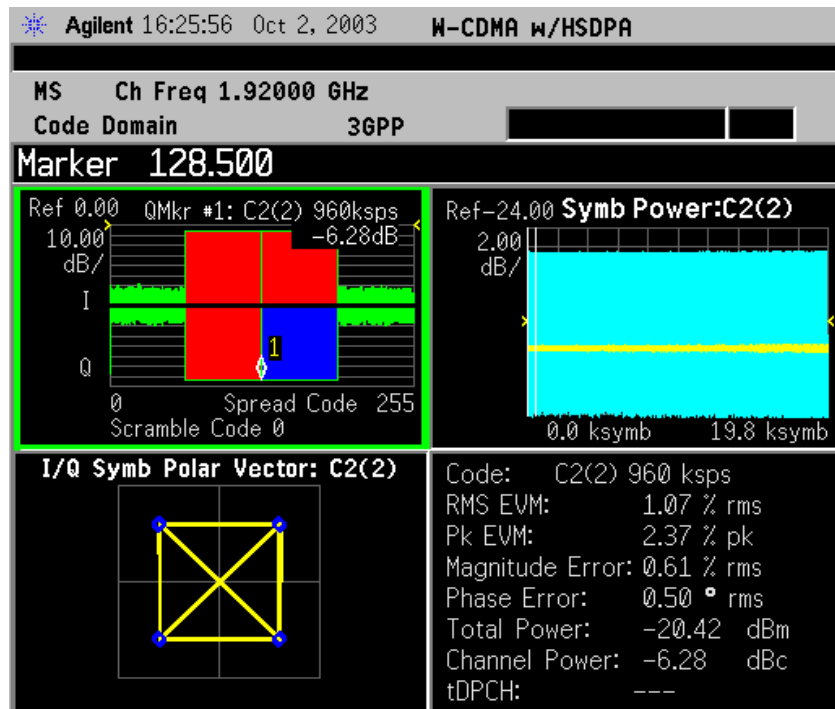 Agilent 16:25:56 Oct 2, 2003 W-CDMA w/HSDPA
MS Ch Freq 1.92000 GHz
Code Domain 3GPP
Marker 128.500
Ref 0.00 QMkr #1: C2(2) 960ksps
-6.28dB
10.00
dB/
I
Q
1
0 Spread Code 255
Scramble Code 0
Ref-24.00 Symb Power:C2(2)
2.00
dB/
0.0 ksymb 19.8 ksymb
I/Q Symb Polar Vector: C2(2)
Code: C2(2) 960 ksps
RMS EVM: 1.07 % rms
Pk EVM: 2.37 % pk
Magnitude Error: 0.61 % rms
Phase Error: 0.50 ° rms
Total Power: -20.42 dBm
Channel Power: -6.28 dBc
tDPCH: ---